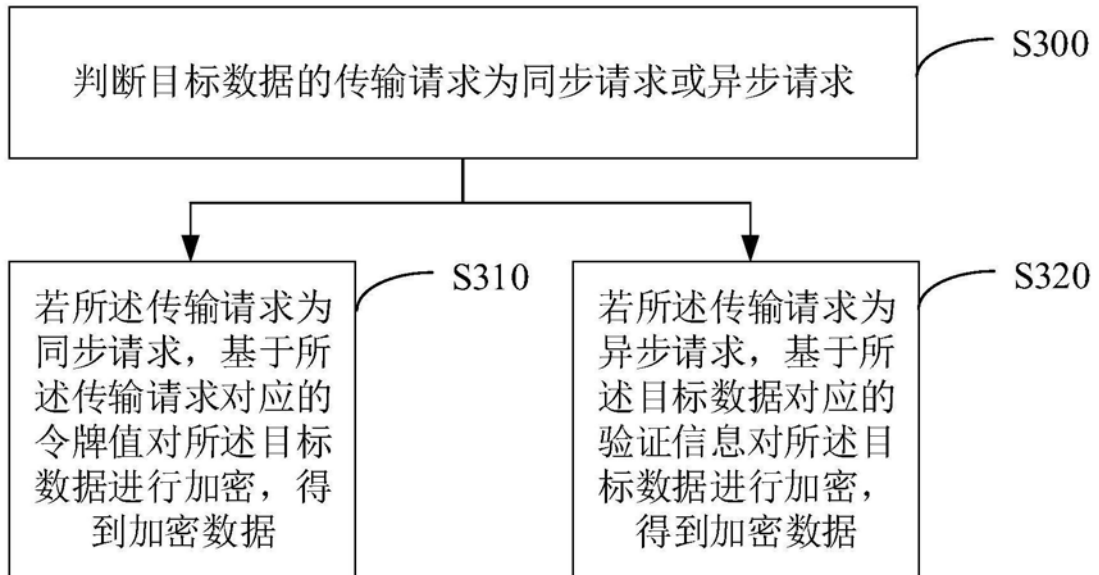 判断目标数据的传输请求为同步请求或异步请求
S300
若所述传输请求为
同步请求，基于所
述传输请求对应的
令牌值对所述目标
数据进行加密，得
到加密数据
S310
若所述传输请求为
异步请求，基于所
述目标数据对应的
验证信息对所述目
标数据进行加密，
得到加密数据
S320